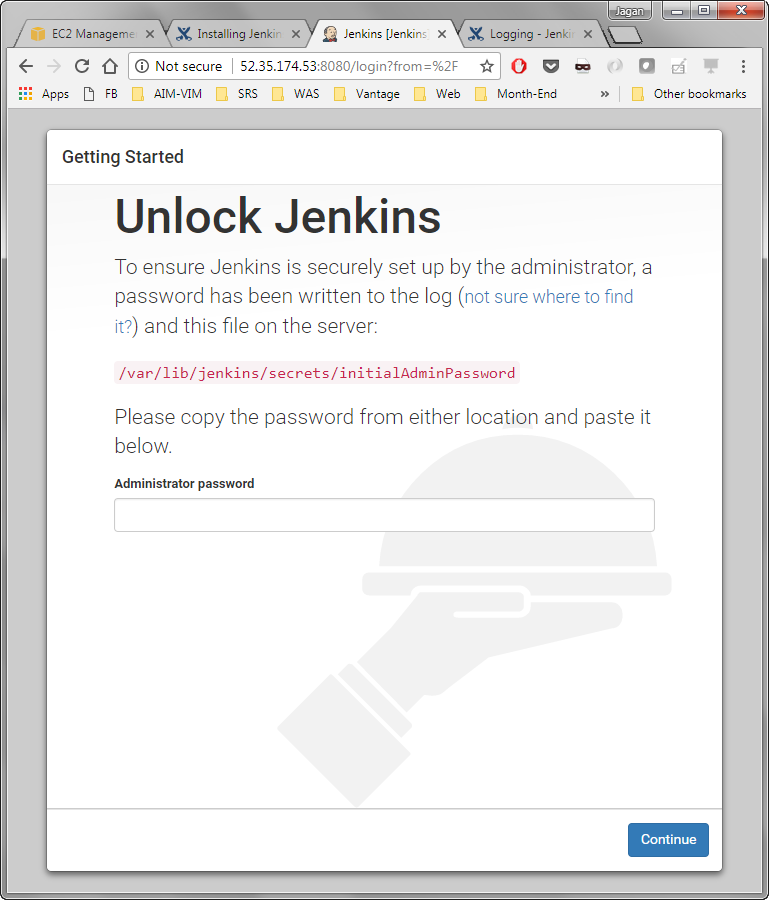 Jagan
EC2 Manageme
Installing Jenkin
Jenkins [Jenkins]
Logging - Jenki
Not secure
52.35.174.53:8080/login?from=%2F
Apps
FB
AIM-VIM
SRS
WAS
Vantage
Web
Month-End
»
Other bookmarks
Getting Started
Unlock Jenkins
To ensure Jenkins is securely set up by the administrator, a
password has been written to the log (not sure where to find
it?) and this file on the server:
/var/lib/jenkins/secrets/initialAdminPassword
Please copy the password from either location and paste it
below.
Administrator password
Continue